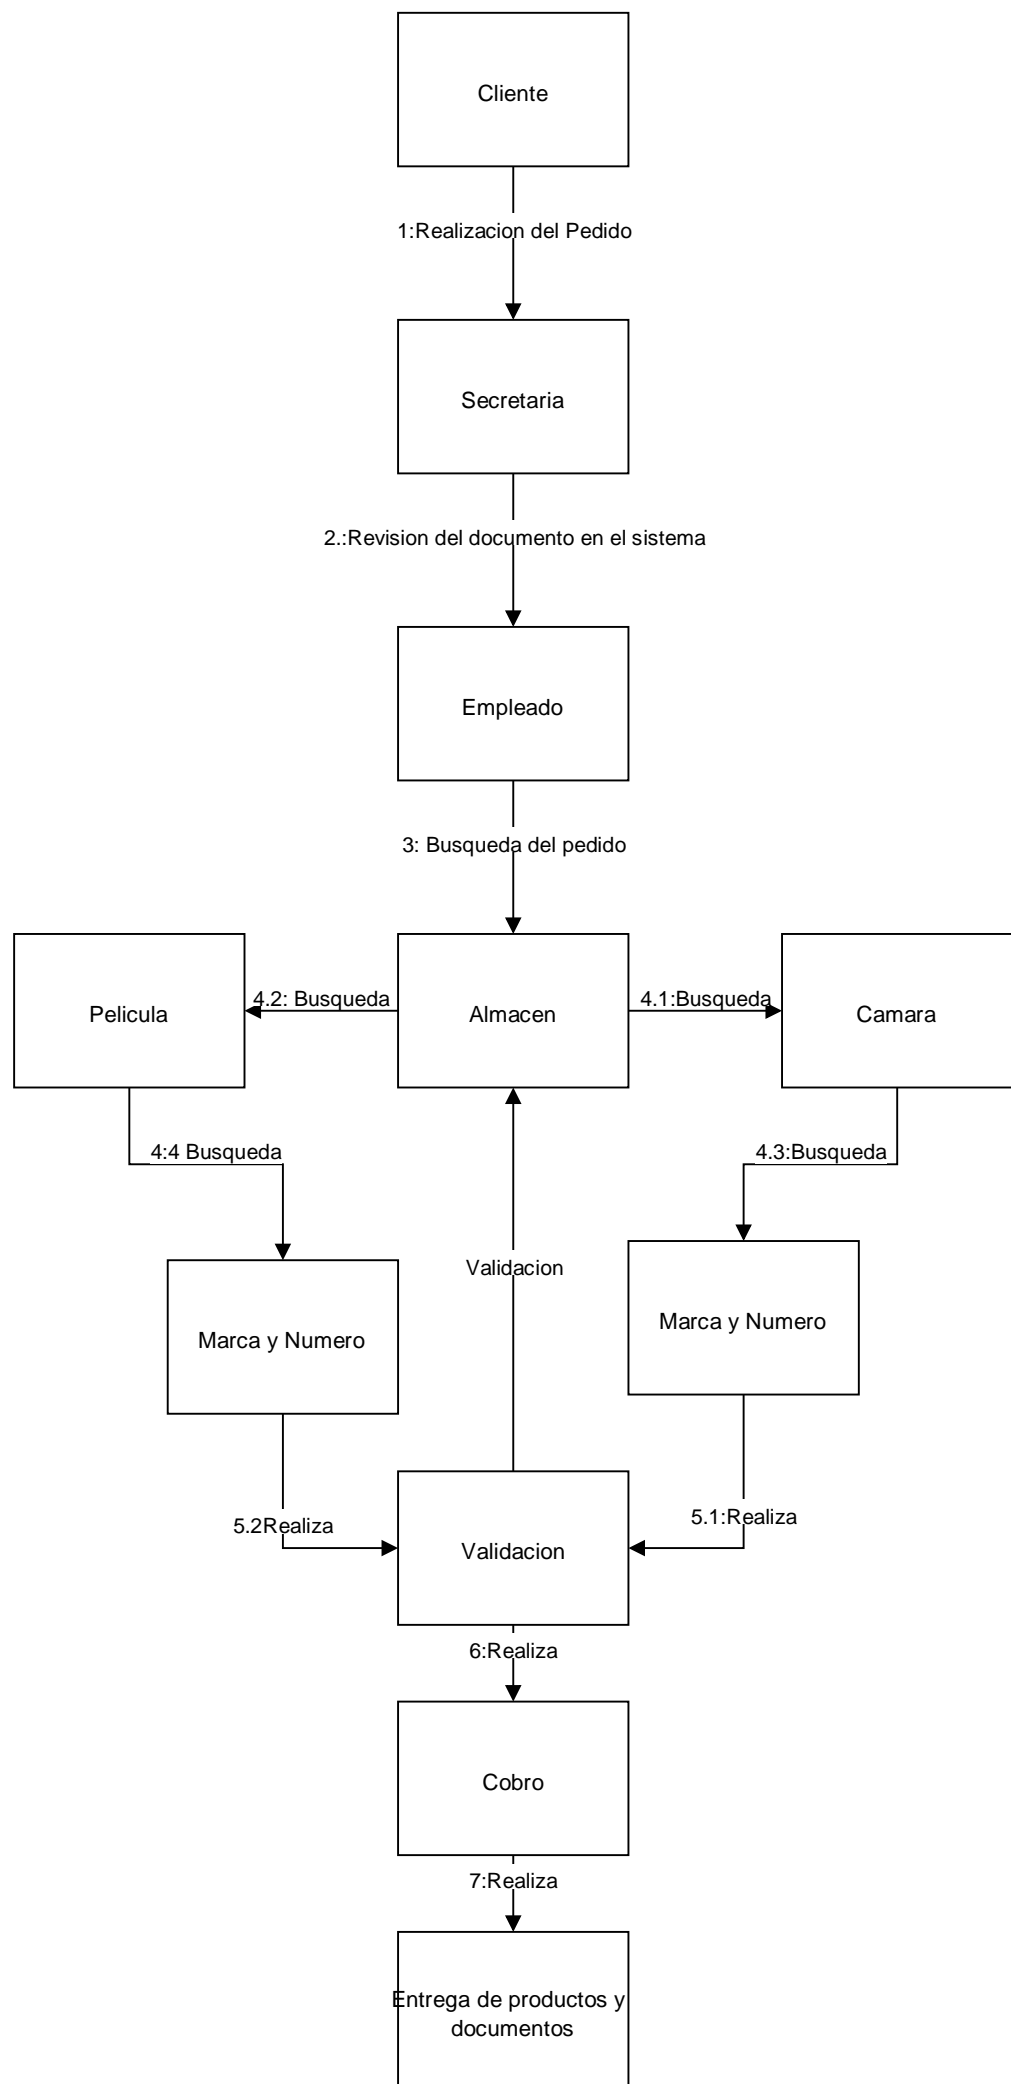 Cliente
1:Realizacion del Pedido
Secretaria
2.:Revision del documento en el sistema
Empleado
3: Busqueda del pedido
Pelicula
4.2: Busqueda
Almacen
4.1:Busqueda
Camara
4:4 Busqueda
4.3:Busqueda
Validacion
Marca y Numero
Marca y Numero
5.2Realiza
Validacion
5.1:Realiza
6:Realiza
Cobro
7:Realiza
Entrega de productos y
documentos